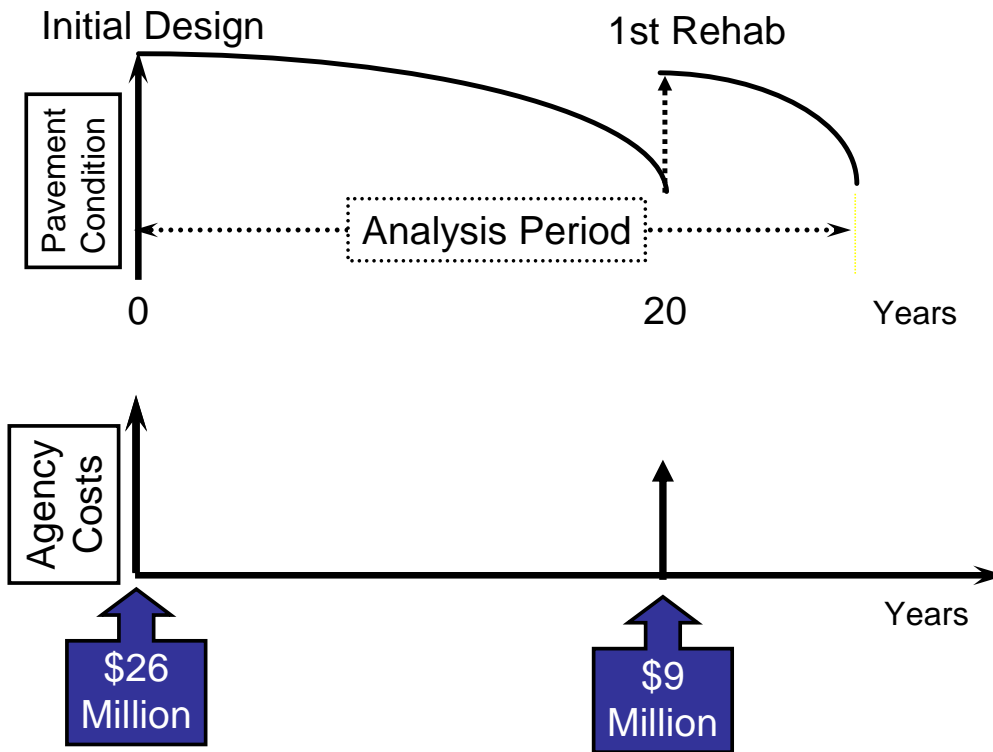 Initial Design
1st Rehab
Pavement
Condition
Analysis Period
0
20
Years
Agency
Costs
Years
$26
Million
$9
Million